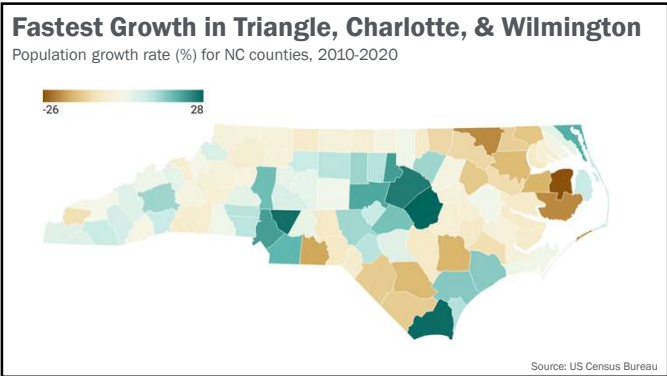 Fastest Growth in Triangle, Charlotte, & Wilmington
Population growth rate (%) for NC counties, 2010-2020
-26 28
Source: US Census Bureau